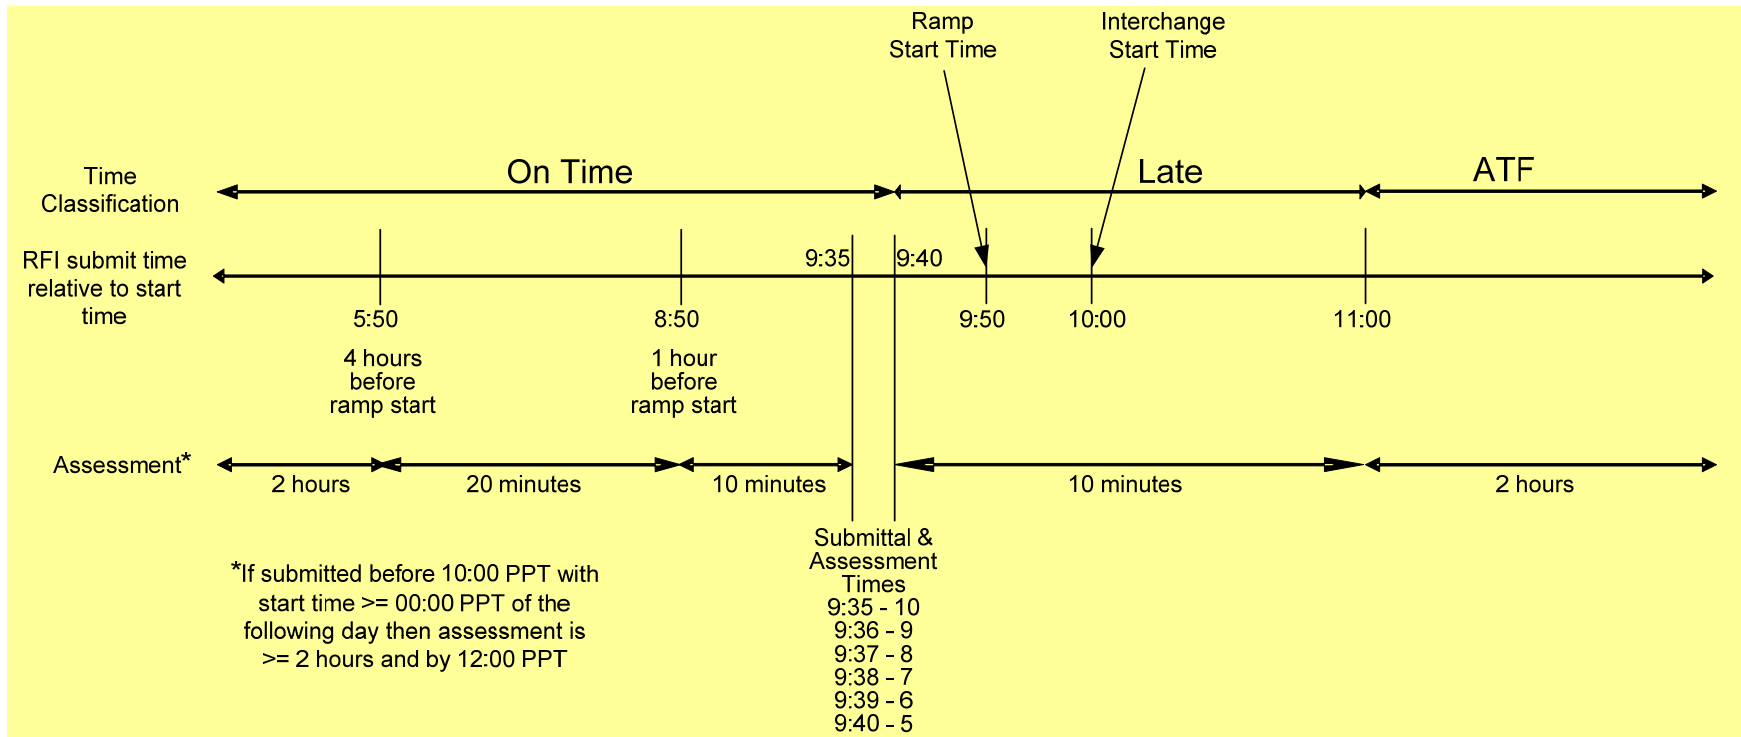 Ramp
Start Time
Interchange
Start Time
Time
Classification
On Time
Late
ATF
RFI submit time
relative to start
time
9:35
9:40
5:50
8:50
9:50
10:00
11:00
4 hours
before
ramp start
1 hour
before
ramp start
Assessment*
2 hours
20 minutes
10 minutes
10 minutes
2 hours
Submittal &
Assessment
Times
9:35 - 10
9:36 - 9
9:37 - 8
9:38 - 7
9:39 - 6
9:40 - 5
*If submitted before 10:00 PPT with
start time >= 00:00 PPT of the
following day then assessment is
>= 2 hours and by 12:00 PPT